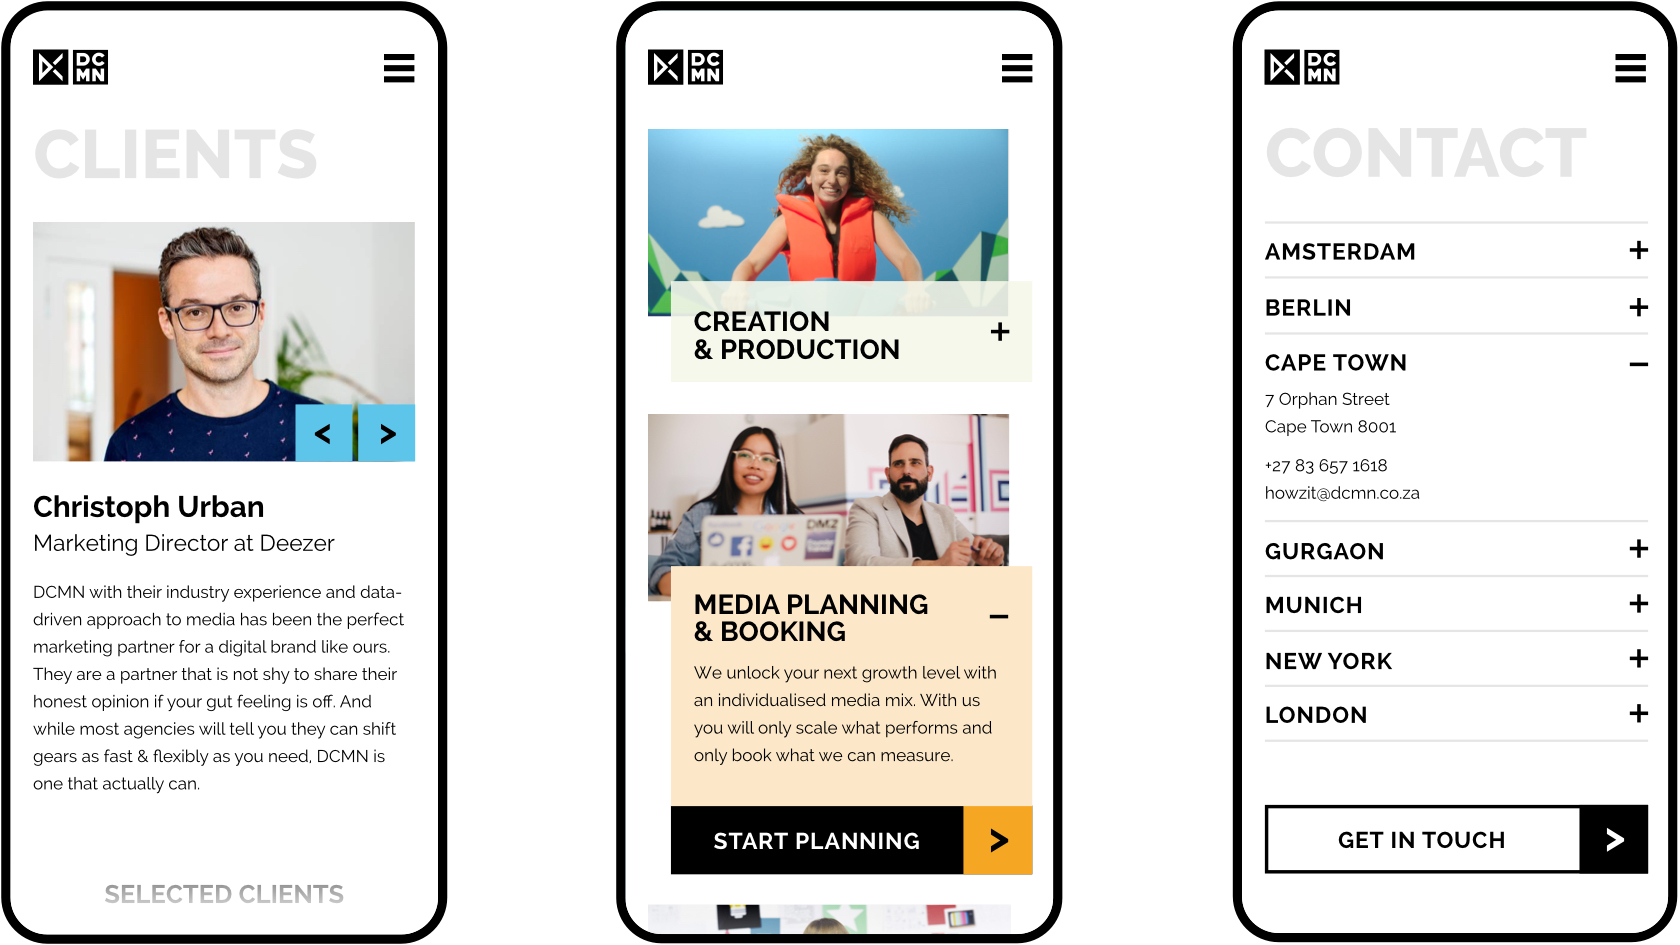 DC
MN
CLIENTS
<
>
Christoph Urban
Marketing Director at Deezer
DCMN with their industry experience and data-
driven approach to media has been the perfect
marketing partner for a digital brand like ours.
They are a partner that is not shy to share their
honest opinion if your gut feeling is off. And
while most agencies will tell you they can shift
gears as fast & flexibly as you need, DCMN is
one that actually can.
SELECTED CLIENTS
DC
MN
CREATION
& PRODUCTION
+
DMZ
MEDIA PLANNING
& BOOKING
–
We unlock your next growth level with
an individualised media mix. With us
you will only scale what performs and
only book what we can measure.
START PLANNING
>
DC
MN
CONTACT
AMSTERDAM +
BERLIN +
CAPE TOWN –
7 Orphan Street
Cape Town 8001
+27 83 657 1618
howzit@dcmn.co.za
GURGAON +
MUNICH +
NEW YORK +
LONDON +
GET IN TOUCH >